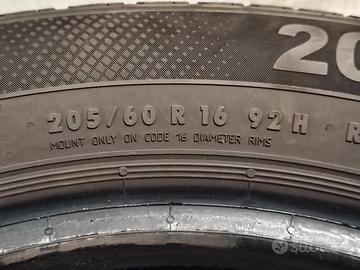 20
205/60 R 16 92 H R
MOUNT ONLY ON CODE 16 DIAMETER RIMS
subito